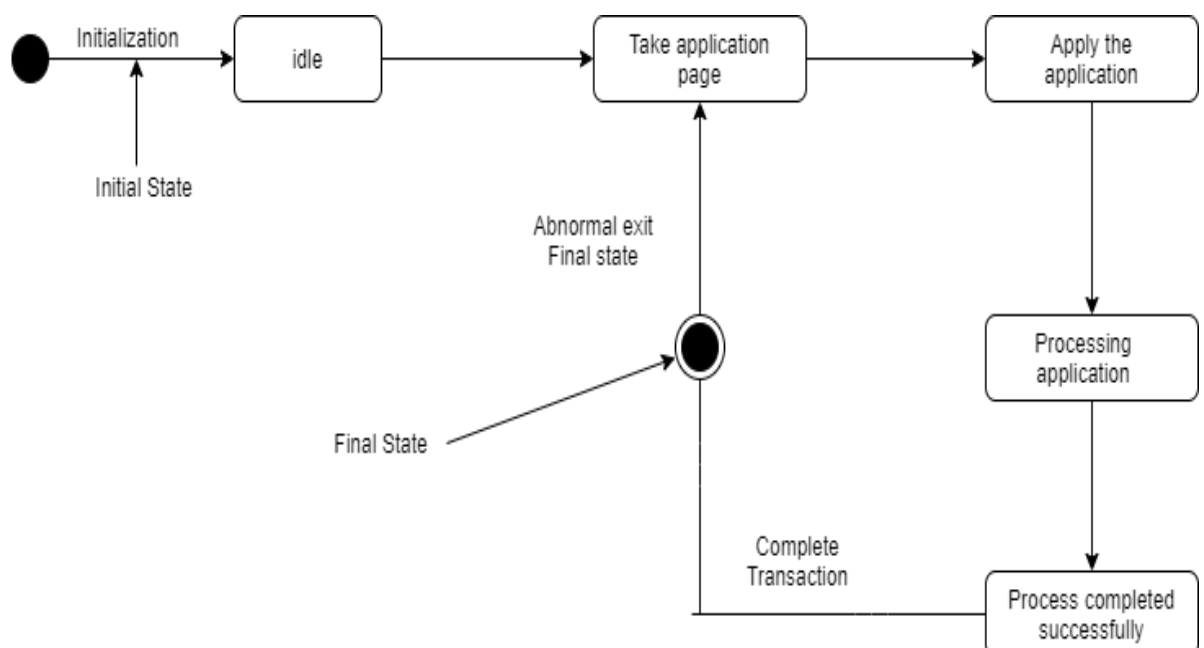 Initialization
idle
Take application
page
Apply the
application
Initial State
Abnormal exit
Final state
Processing
application
Final State
Complete
Transaction
Process completed
successfully